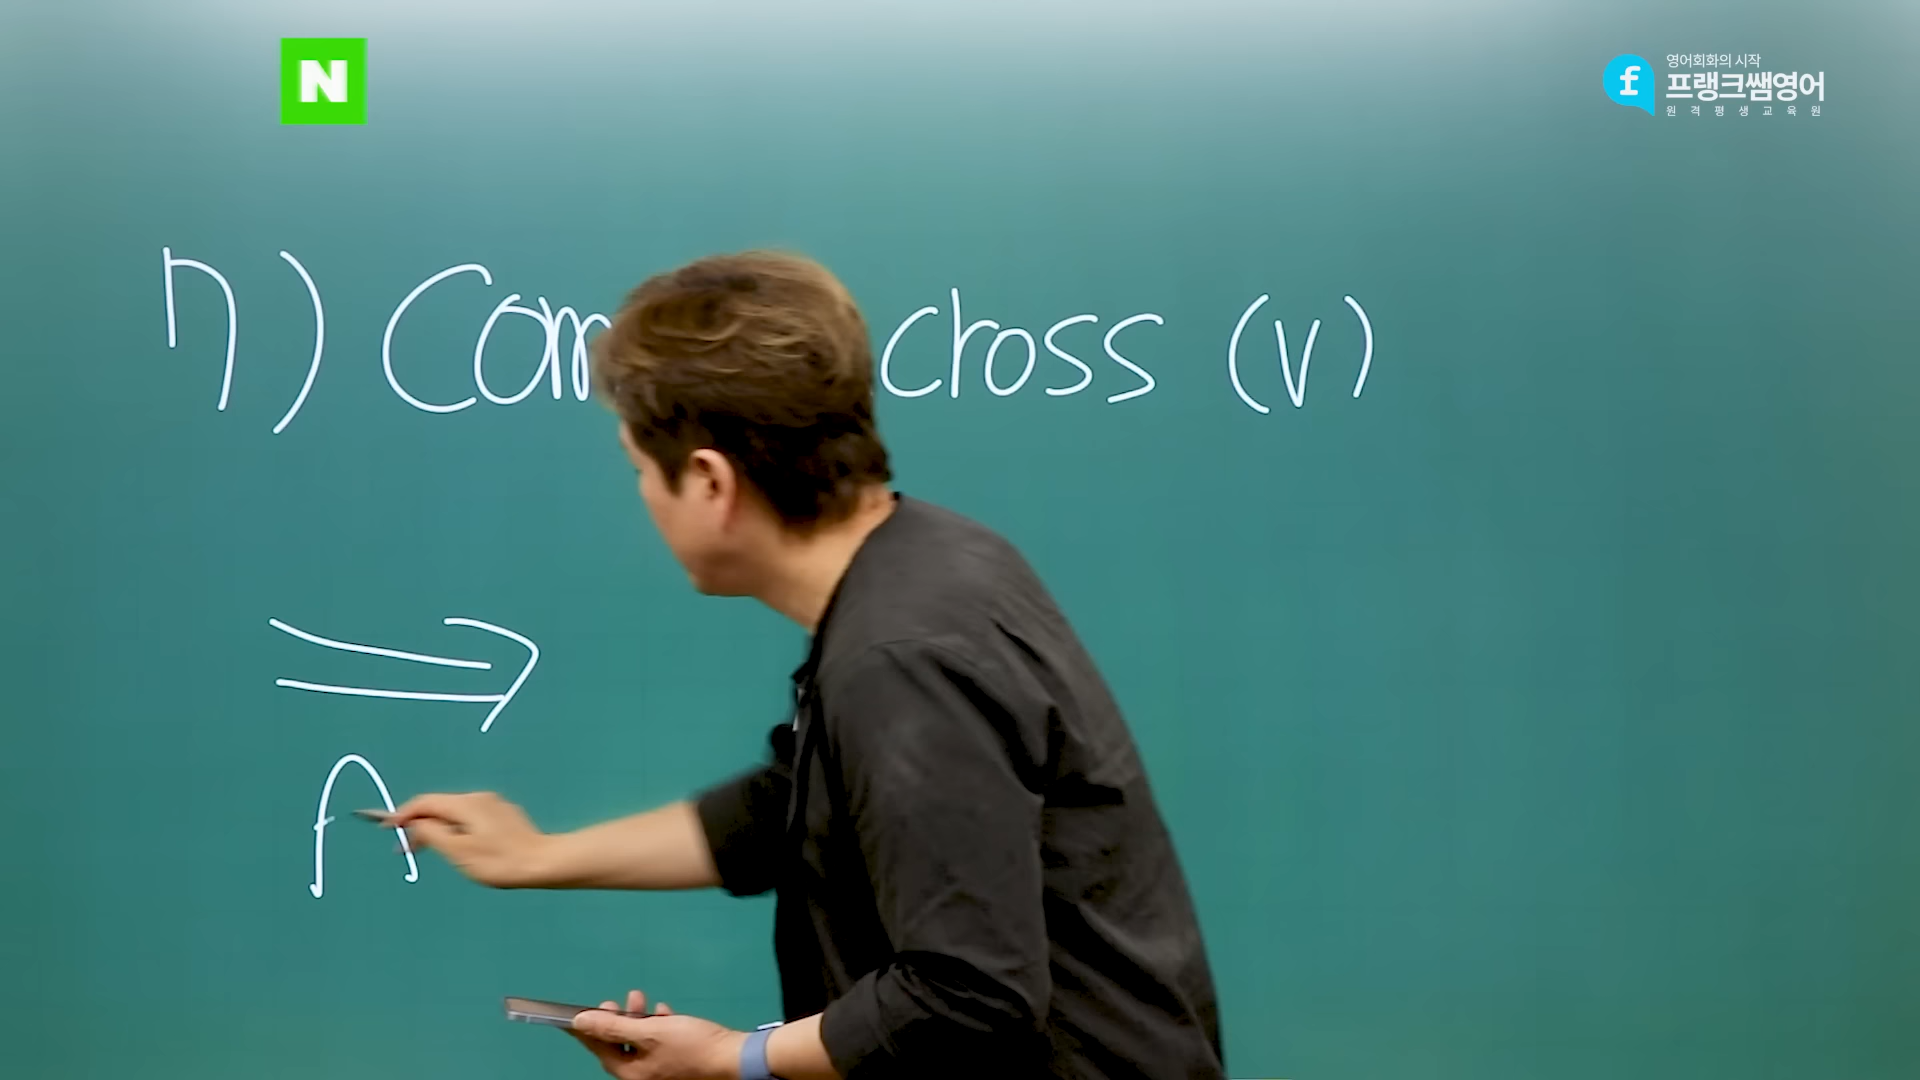 N
영어회화의 시작
프랭크쌤영어
원격평생교육원
7) Com cross (v)
A